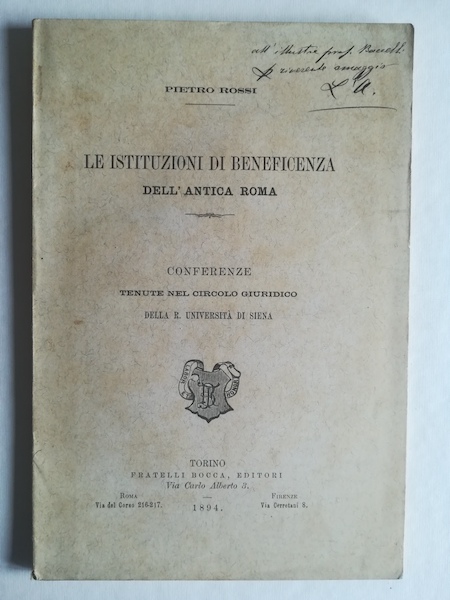 all' illustre prof.
riverente omaggio
L'A.
PIETRO ROSSI
LE ISTITUZIONI DI BENEFICENZA
DELL' ANTICA ROMA
CONFERENZE
TENUTE NEL CIRCOLO GIURIDICO
DELLA R. UNIVERSITÀ DI SIENA
TORINO
FRATELLI BOCCA, EDITORI
Via Carlo Alberto 3.
ROMA
Via del Corso 216-217.
1894.
FIRENZE
Via Cerretani 8.